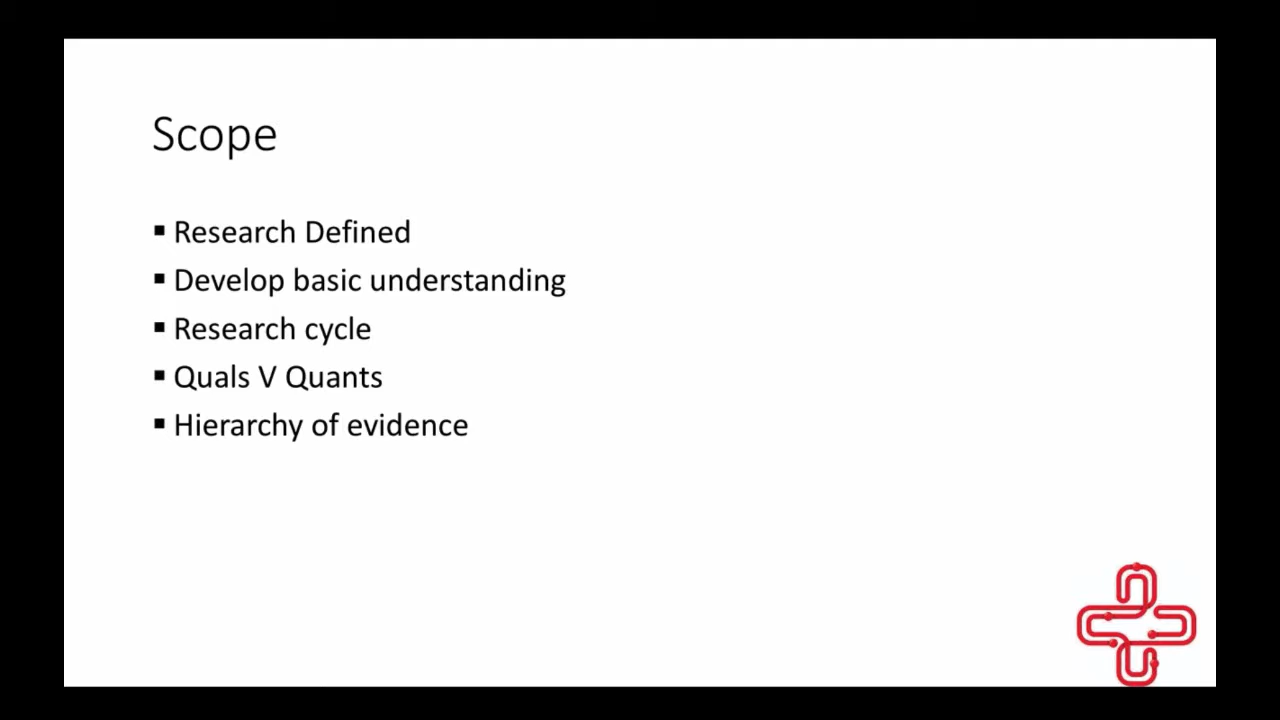 Scope
▪ Research Defined
▪ Develop basic understanding
▪ Research cycle
▪ Quals V Quants
▪ Hierarchy of evidence